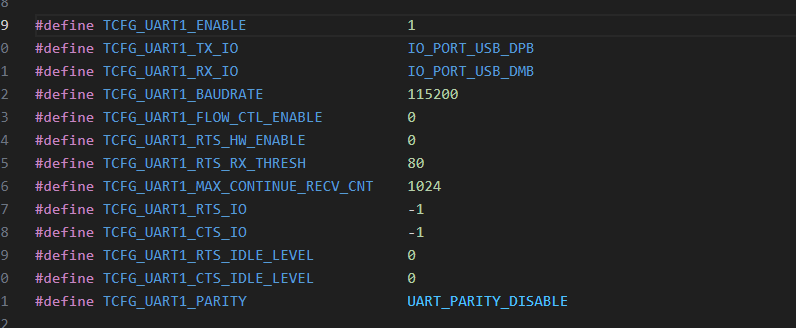 8
9 #define TCFG_UART1_ENABLE 1
0 #define TCFG_UART1_TX_IO IO_PORT_USB_DPB
1 #define TCFG_UART1_RX_IO IO_PORT_USB_DMB
2 #define TCFG_UART1_BAUDRATE 115200
3 #define TCFG_UART1_FLOW_CTL_ENABLE 0
4 #define TCFG_UART1_RTS_HW_ENABLE 0
5 #define TCFG_UART1_RTS_RX_THRESH 80
6 #define TCFG_UART1_MAX_CONTINUE_RECV_CNT 1024
7 #define TCFG_UART1_RTS_IO -1
8 #define TCFG_UART1_CTS_IO -1
9 #define TCFG_UART1_RTS_IDLE_LEVEL 0
0 #define TCFG_UART1_CTS_IDLE_LEVEL 0
1 #define TCFG_UART1_PARITY UART_PARITY_DISABLE
2